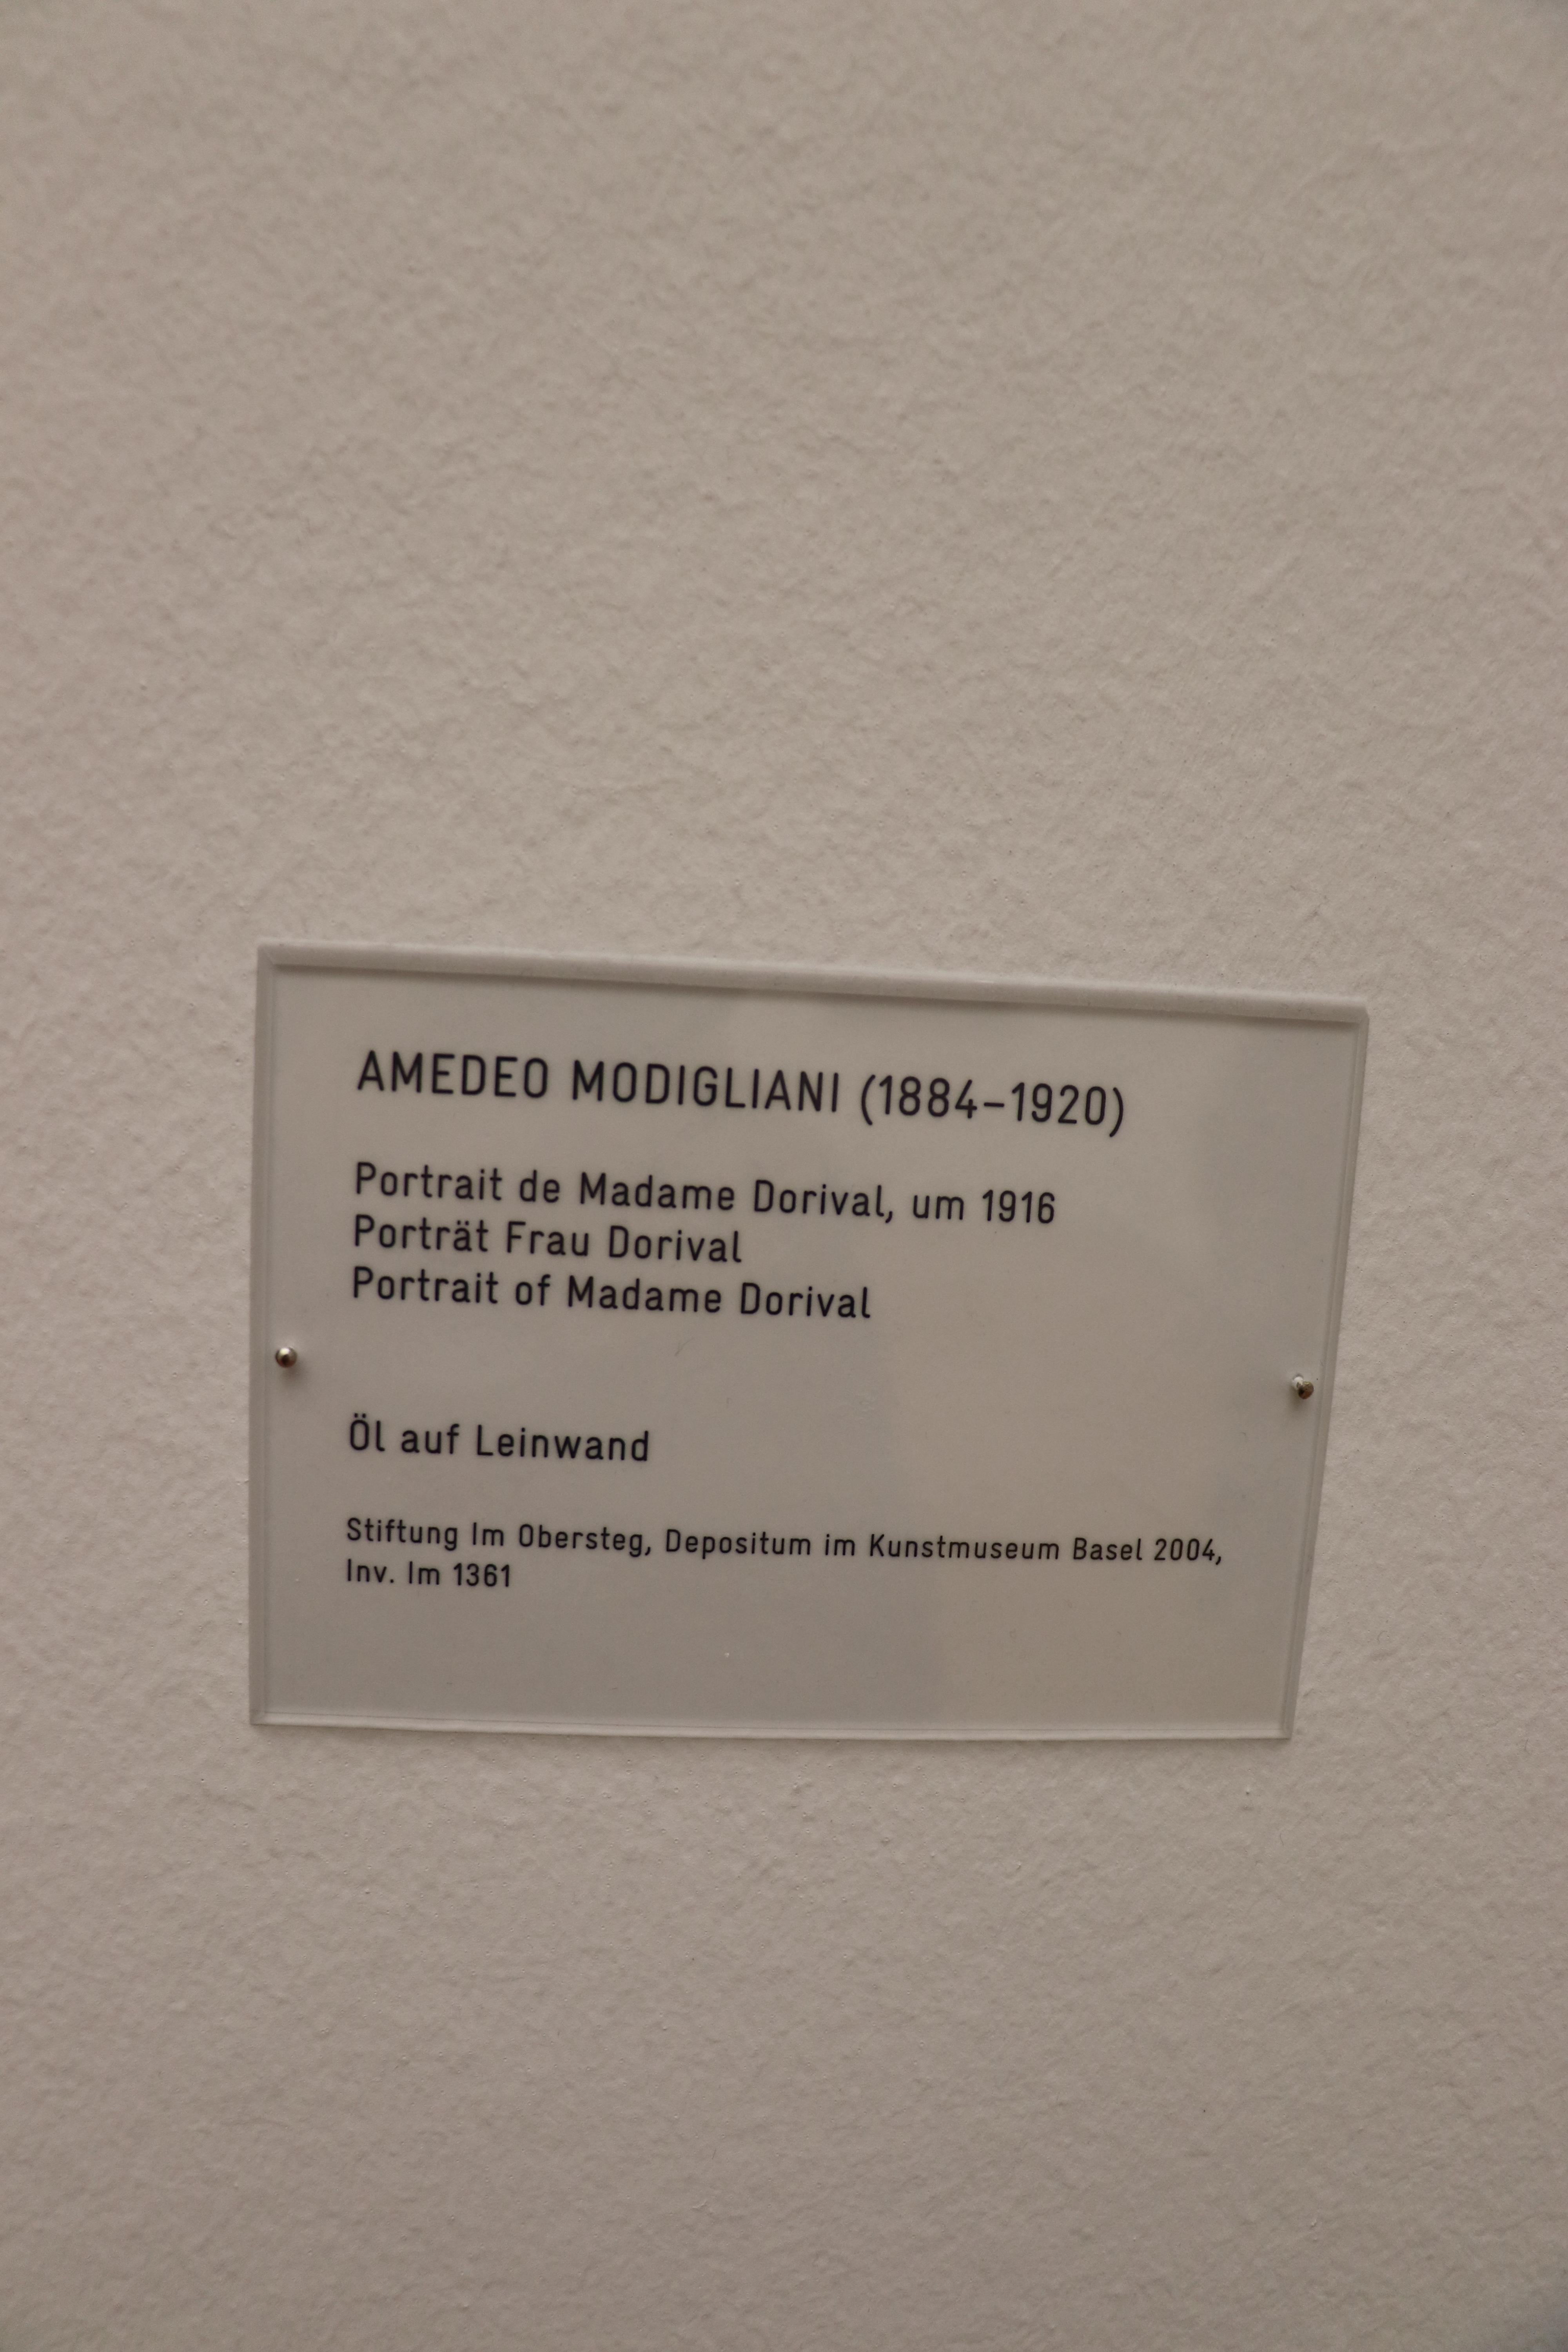 AMEDEO MODIGLIANI (1884–1920)
Portrait de Madame Dorival, um 1916
Porträt Frau Dorival
Portrait of Madame Dorival
Öl auf Leinwand
Stiftung Im Obersteg, Depositum im Kunstmuseum Basel 2004,
Inv. Im 1361